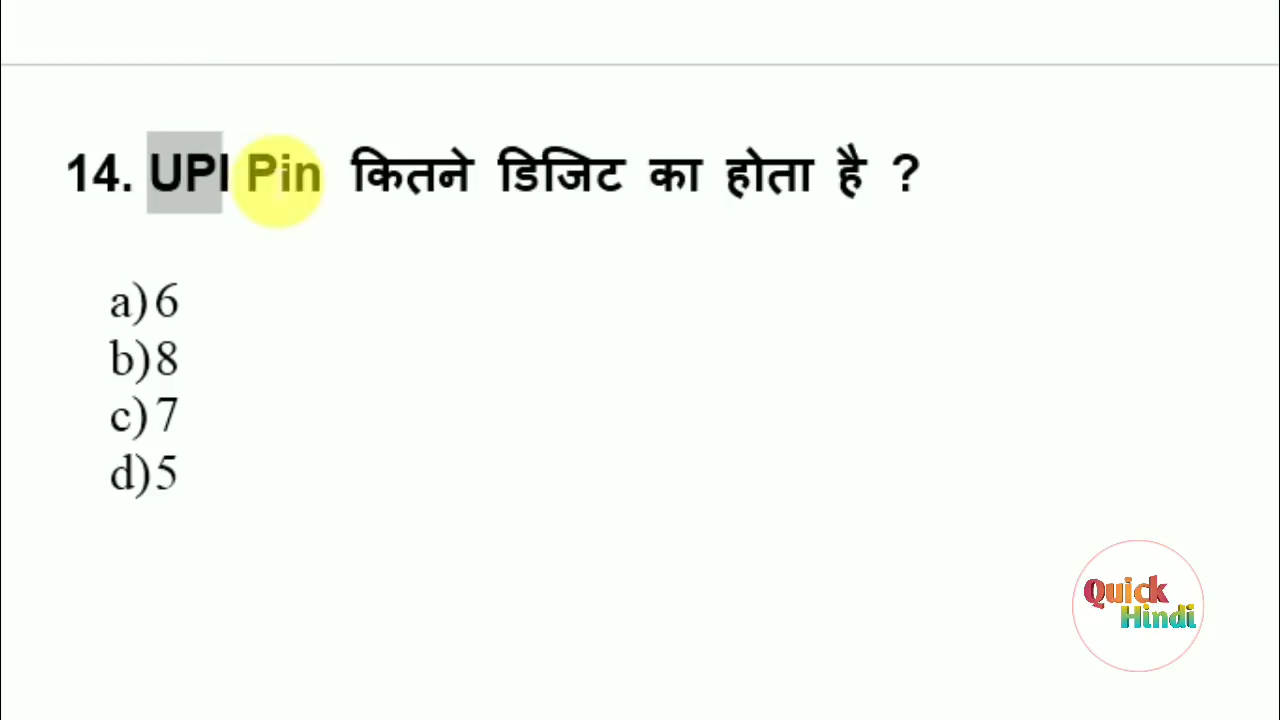 14. UPI Pin कितने डिजिट का होता है ?
a) 6
b) 8
c) 7
d) 5
Quick
Hindi